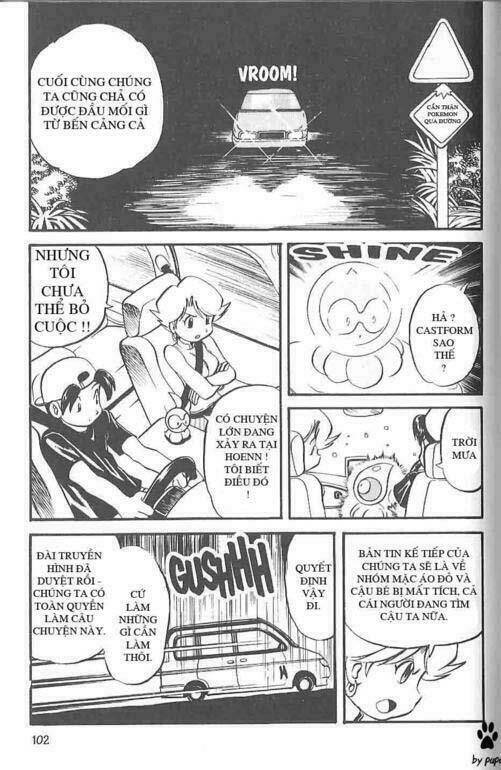 CUỐI CÙNG CHÚNG
TA CŨNG CHẢ CÓ
ĐƯỢC ĐẦU MỐI GÌ
TỪ BẾN CẢNG CẢ
VROOM!
CẨN THẬN
POKEMON
QUA ĐƯỜNG
NHƯNG
TÔI
CHƯA
THỂ BỎ
CUỘC !!
CÓ CHUYỆN
LỚN ĐANG
XẢY RA TẠI
HOENN !
TÔI BIẾT
ĐIỀU ĐÓ
!
SHINE
HẢ ?
CASTFORM
SAO
THẾ
?
TRỜI
MƯA
ĐÀI TRUYỀN
HÌNH ĐÃ
DUYỆT RỒI -
CHÚNG TA CÓ
TOÀN QUYỀN
LÀM CÂU
CHUYỆN NÀY.
CỨ
LÀM
NHỮNG
GÌ CẦN
LÀM
THÔI.
GUSHHHH
QUYẾT
ĐỊNH
VẬY
ĐI.
BẢN TIN KẾ TIẾP CỦA
CHÚNG TA SẼ LÀ VỀ
NHÓM MẶC ÁO ĐỎ VÀ
CẬU BÉ BỊ MẤT TÍCH, CẢ
CÁI NGƯỜI ĐANG TÌM
CẬU TA NỮA.
102